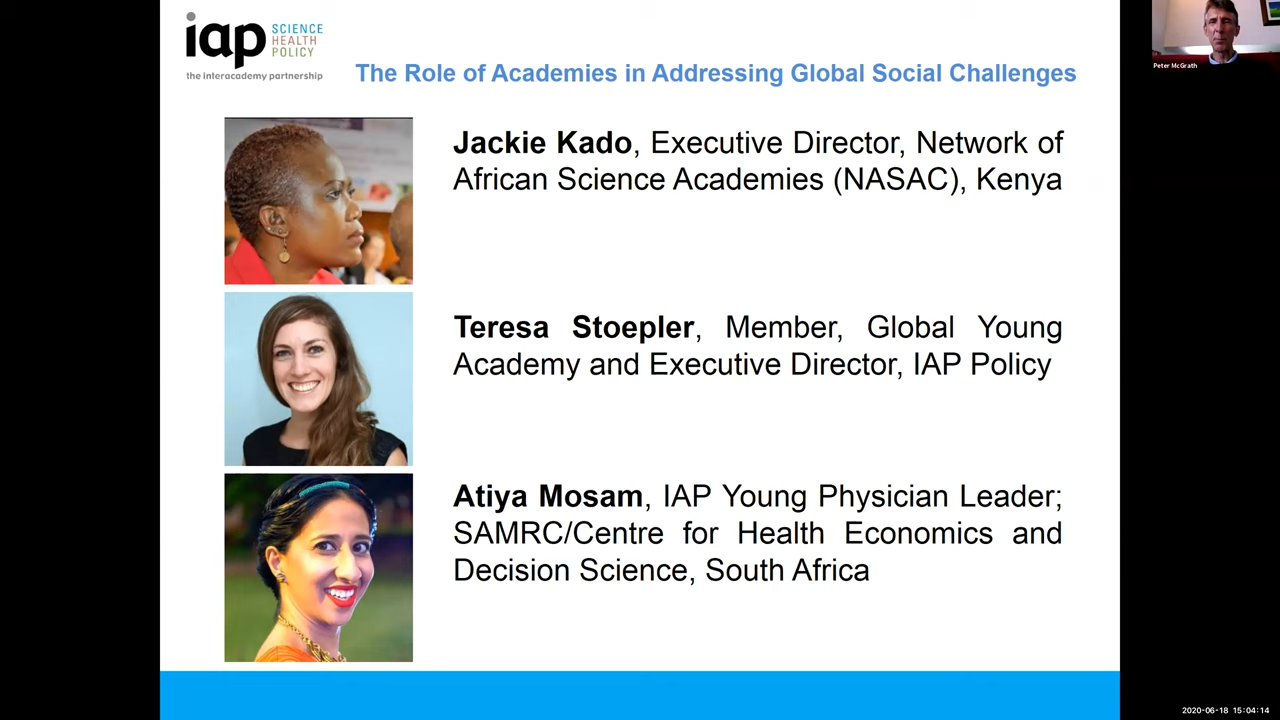 iap SCIENCE
HEALTH
POLICY
the interacademy partnership
The Role of Academies in Addressing Global Social Challenges
Peter McGrath
Jackie Kado, Executive Director, Network of
African Science Academies (NASAC), Kenya
Teresa Stoepler, Member, Global Young
Academy and Executive Director, IAP Policy
Atiya Mosam, IAP Young Physician Leader;
SAMRC/Centre for Health Economics and
Decision Science, South Africa
2020-06-18 15:04:14